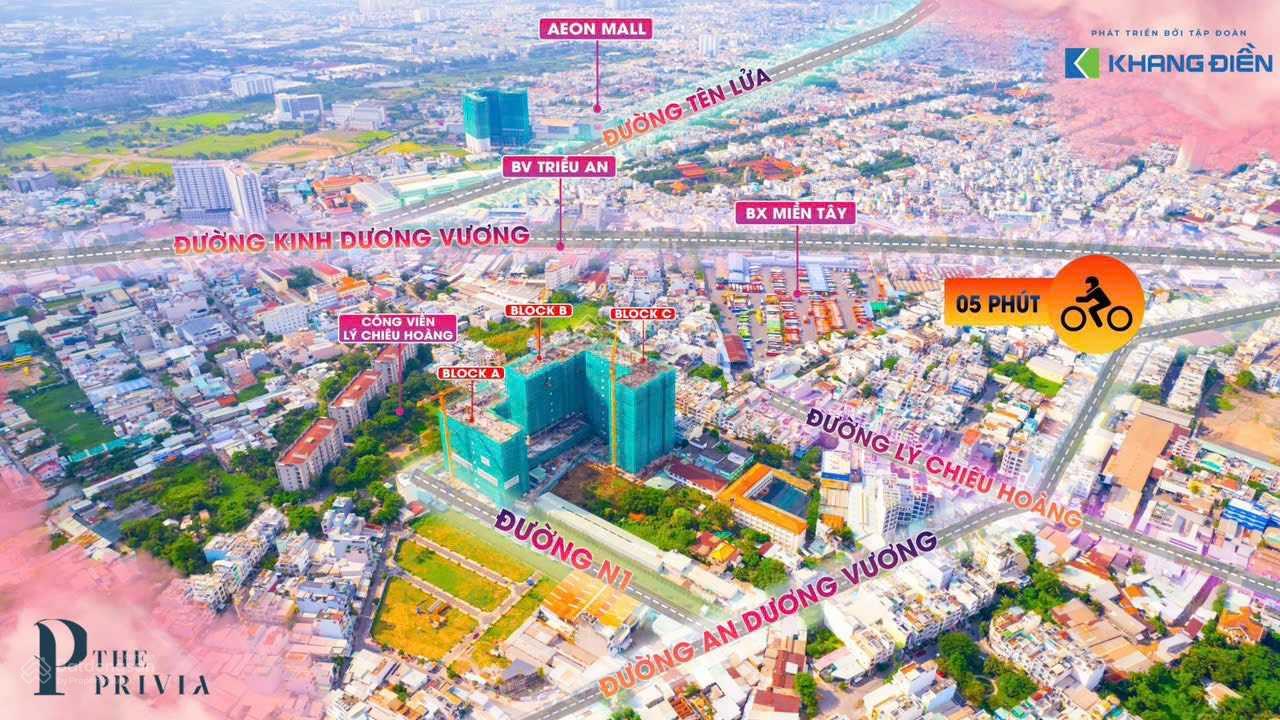 AEON MALL
PHÁT TRIỂN BỞI TẬP ĐOÀN
KHANG ĐIỀN
ĐƯỜNG TÊN LỬA
BV TRIỀU AN
BX MIỀN TÂY
ĐƯỜNG KINH DƯƠNG VƯƠNG
05 PHÚT
BLOCK B
BLOCK C
CÔNG VIÊN
LÝ CHIÊU HOÀNG
BLOCK A
ĐƯỜNG LÝ CHIÊU HOÀNG
ĐƯỜNG N1
ĐƯỜNG AN DƯƠNG VƯƠNG
THE
PRIVIA